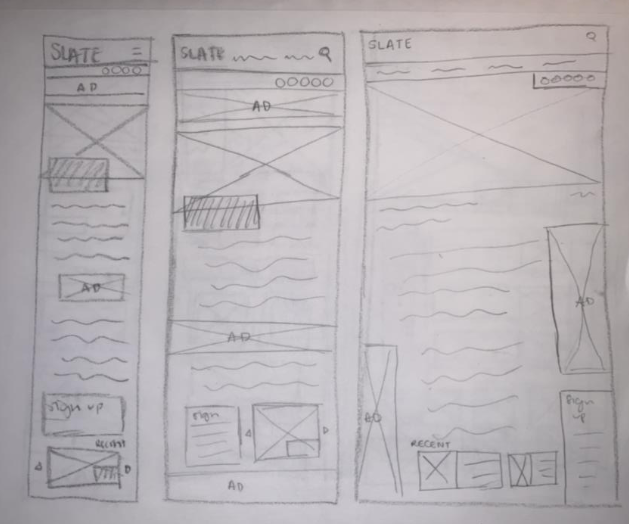 SLATE
AD
AD
sign up
RECENT
SLATE
AD
AD
sign
AD
SLATE
AD
AD
sign
up
RECENT